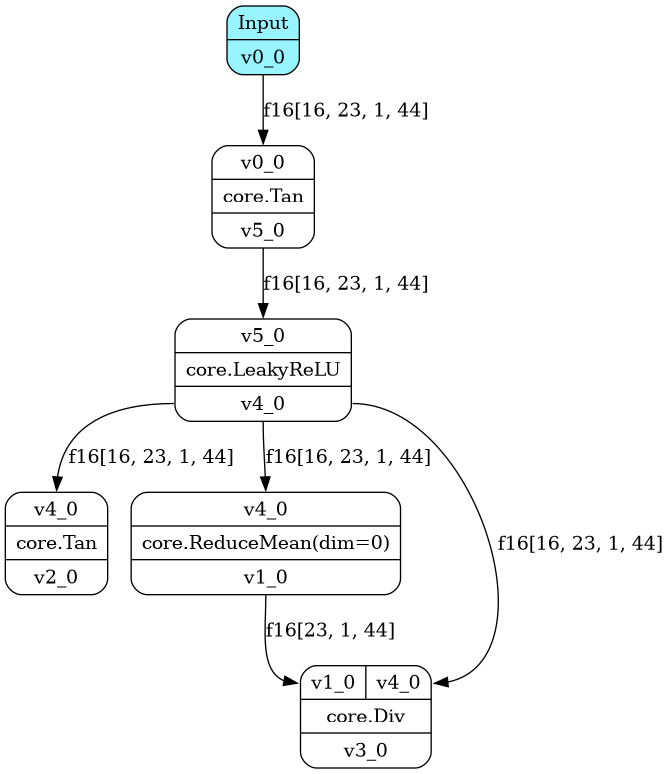 Input
v0_0
f16[16, 23, 1, 44]
v0_0
core.Tan
v5_0
f16[16, 23, 1, 44]
v5_0
core.LeakyReLU
v4_0
f16[16, 23, 1, 44]
f16[16, 23, 1, 44]
f16[16, 23, 1, 44]
v4_0
core.Tan
v2_0
v4_0
core.ReduceMean(dim=0)
v1_0
f16[23, 1, 44]
v1_0 v4_0
core.Div
v3_0